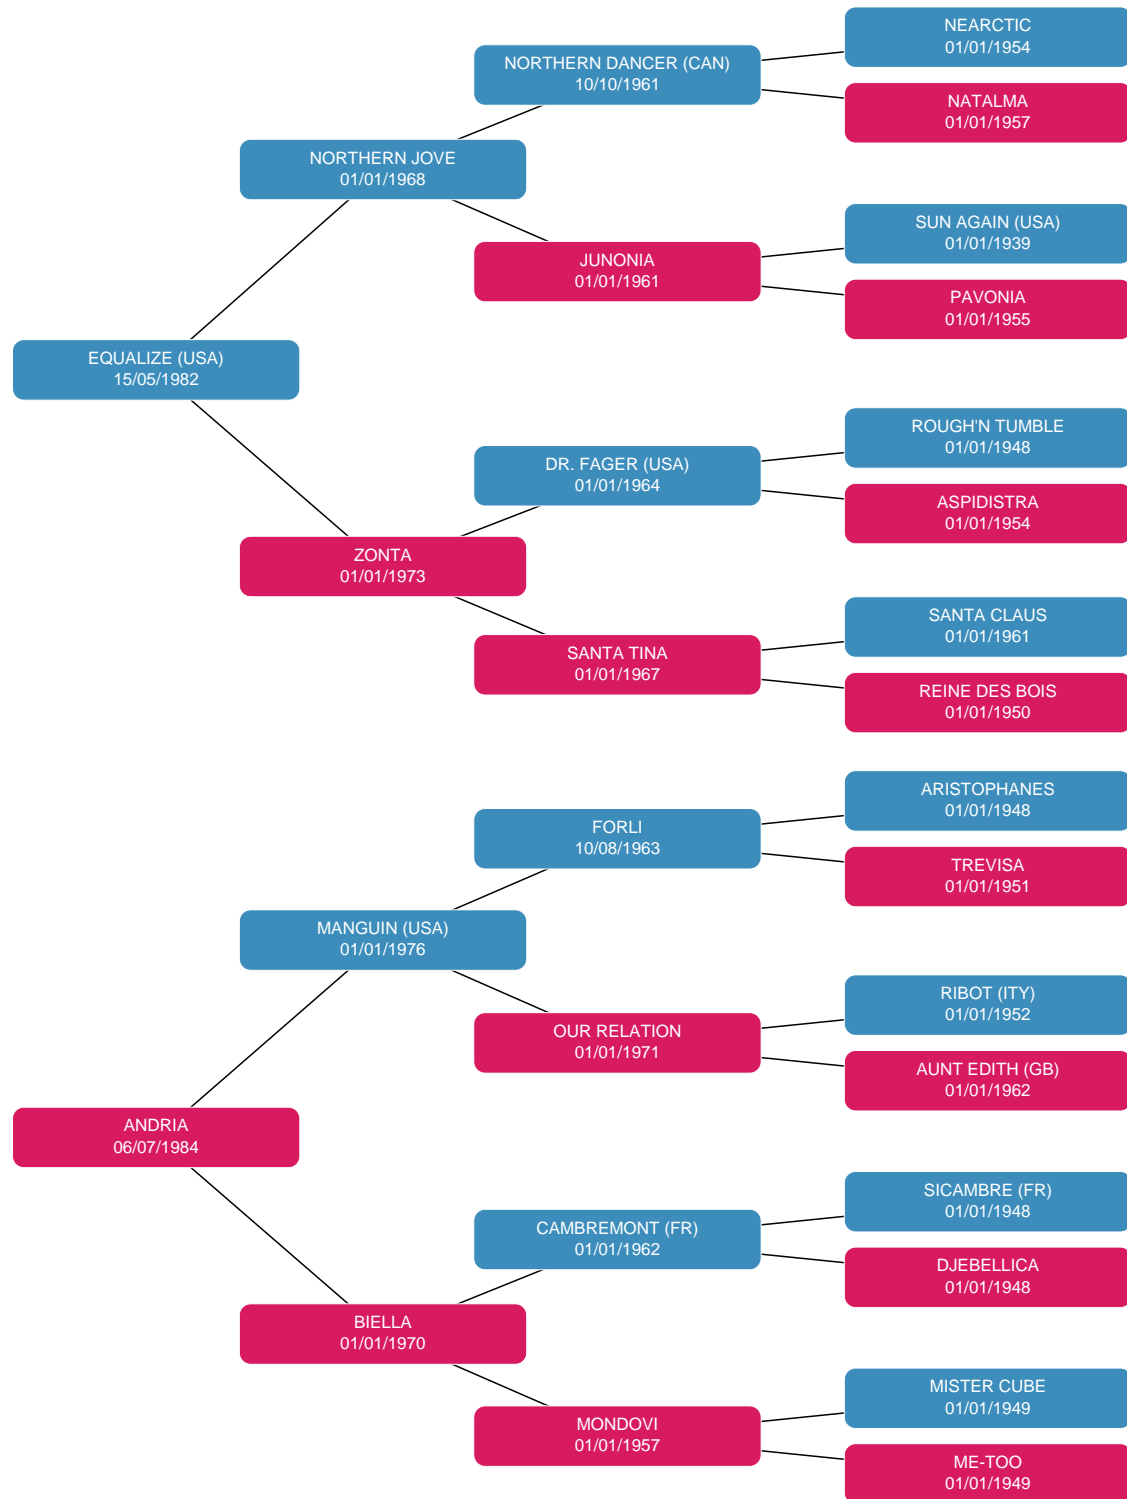 NEARCTIC
01/01/1954
NORTHERN DANCER (CAN)
10/10/1961
NATALMA
01/01/1957
NORTHERN JOVE
01/01/1968
SUN AGAIN (USA)
01/01/1939
JUNONIA
01/01/1961
PAVONIA
01/01/1955
EQUALIZE (USA)
15/05/1982
ROUGH'N TUMBLE
01/01/1948
DR. FAGER (USA)
01/01/1964
ASPIDISTRA
01/01/1954
ZONTA
01/01/1973
SANTA CLAUS
01/01/1961
SANTA TINA
01/01/1967
REINE DES BOIS
01/01/1950
ARISTOPHANES
01/01/1948
FORLI
10/08/1963
TREVISA
01/01/1951
MANGUIN (USA)
01/01/1976
RIBOT (ITY)
01/01/1952
OUR RELATION
01/01/1971
AUNT EDITH (GB)
01/01/1962
ANDRIA
06/07/1984
SICAMBRE (FR)
01/01/1948
CAMBREMONT (FR)
01/01/1962
DJEBELLICA
01/01/1948
BIELLA
01/01/1970
MISTER CUBE
01/01/1949
MONDOVI
01/01/1957
ME-TOO
01/01/1949